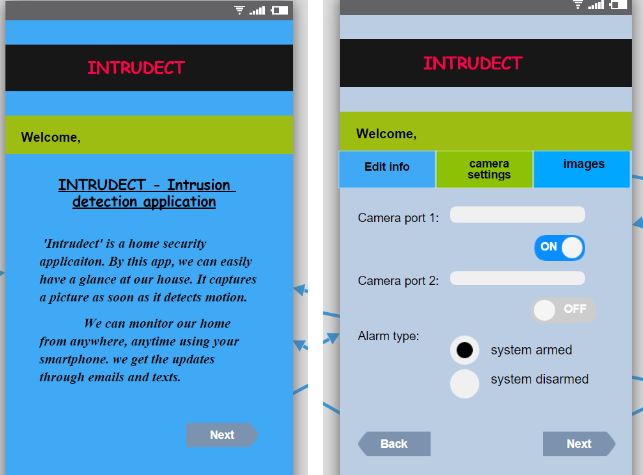 INTRUDECT
Welcome,
INTRUDECT - Intrusion
detection application
'Intrudect' is a home security
applicaiton. By this app, we can easily
have a glance at our house. It captures
a picture as soon as it detects motion.
We can monitor our home
from anywhere, anytime using your
smartphone. we get the updates
through emails and texts.
Next
INTRUDECT
Welcome,
Edit info
camera
settings
images
Camera port 1:
ON
Camera port 2:
OFF
Alarm type:
system armed
system disarmed
Back
Next